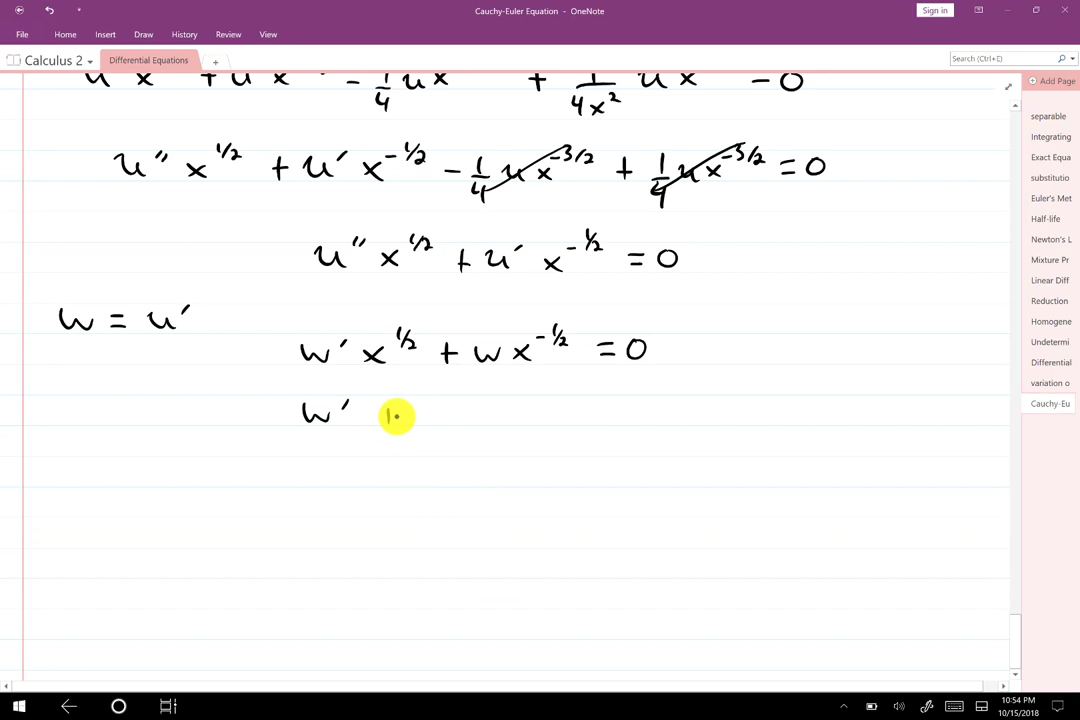 Cauchy-Euler Equation - OneNote
Sign in
File Home Insert Draw History Review View
Calculus 2
Differential Equations
+
Search (Ctrl+E)
Add Page
separable
Integrating
Exact Equa
substitutio
Euler's Met
Half-life
Newton's L
Mixture Pr
Linear Diff
Reduction
Homogene
Undetermi
Differential
variation o
Cauchy-Eu
u'' x^{1/2} + u' x^{-1/2} - 1/4 u x^{-3/2} + 1/4 u x^{-3/2} = 0
u'' x^{1/2} + u' x^{-1/2} = 0
w = u'
w' x^{1/2} + w x^{-1/2} = 0
w'
10:54 PM
10/15/2018